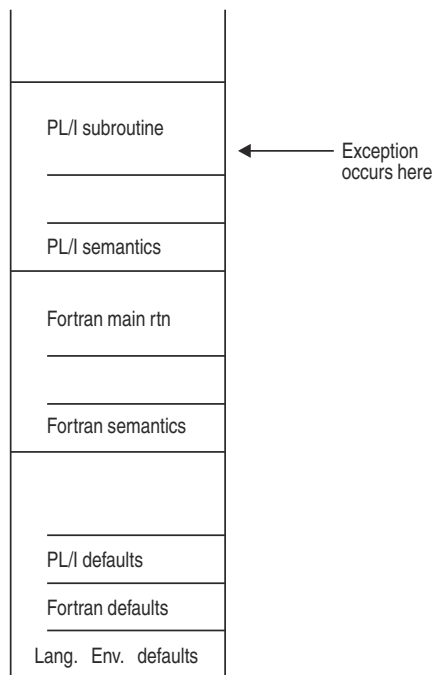 PL/I subroutine
Exception
occurs here
PL/I semantics
Fortran main rtn
Fortran semantics
PL/I defaults
Fortran defaults
Lang. Env. defaults